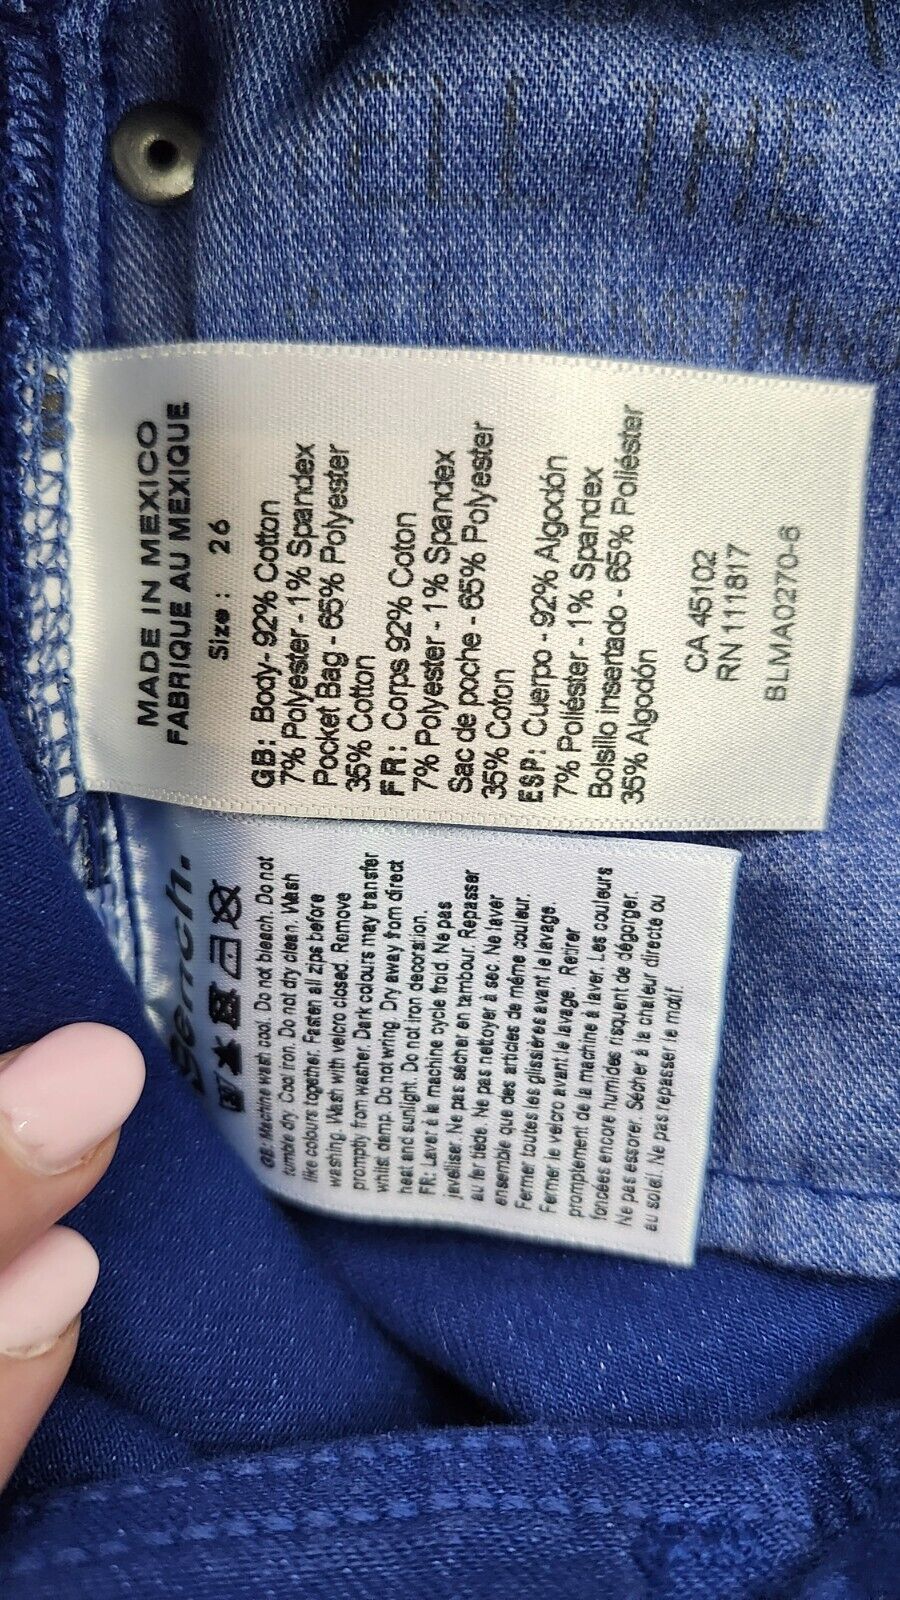 MADE IN MEXICO
FABRIQUE AU MEXIQUE
Size: 26
GB: Body- 92% Cotton
7% Polyester - 1% Spandex
Pocket Bag - 65% Polyester
35% Cotton
FR: Corps 92% Coton
7% Polyester - 1% Spandex
Sac de poche - 65% Polyester
35% Coton
ESP: Cuerpo - 92% Algodón
7% Poliéster - 1% Spandex
Bolsillo insertado - 65% Poliéster
35% Algodón
CA 45102
RN 111817
BLMA0270-6
Bench.
GB: Machine wash cool. Do not bleach. Do not
tumble dry Cool iron. Do not dry clean. Wash
like colours together. Fasten all zips before
washing. Wash with velcro closed. Remove
promptly from washer. Dark colours may transfer
whilst damp. Do not wring. Dry away from direct
heat and sunlight. Do not iron decoration.
FR: Laver à la machine cycle froid. Ne pas
javelliser. Ne pas sécher en tambour. Repasser
au fer tiède. Ne pas nettoyer à sec Ne laver
ensemble que des articles de même couleur.
Fermer toutes les glissières avant le lavage.
Fermer le velcro avant le lavage. Retirer
promptement de la machine à laver. Les couleurs
foncées encore humides risquent de dégorger.
Ne pas essorer. Sécher à la chaleur directe ou
au soleil. Ne pas repasser le motif.
ELL THE